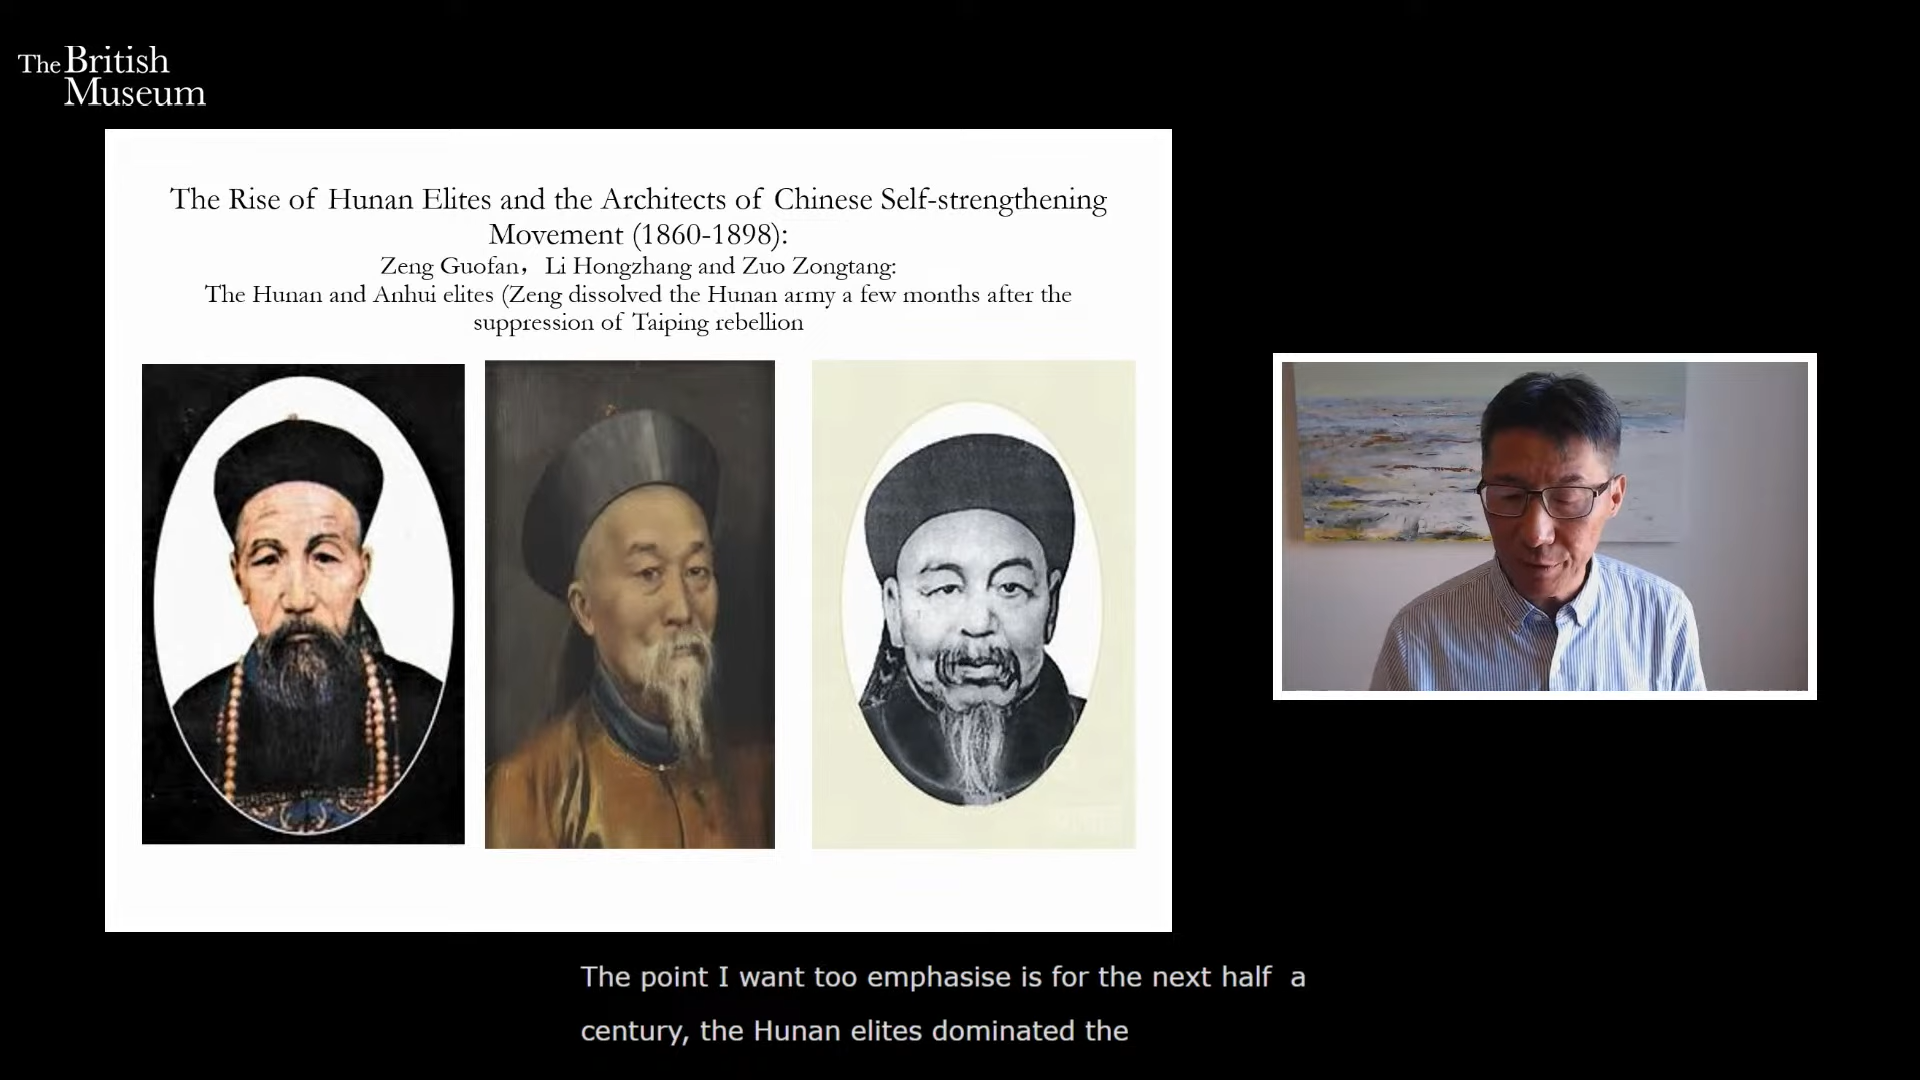 The British
Museum
The Rise of Hunan Elites and the Architects of Chinese Self-strengthening
Movement (1860-1898):
Zeng Guofan，Li Hongzhang and Zuo Zongtang:
The Hunan and Anhui elites (Zeng dissolved the Hunan army a few months after the
suppression of Taiping rebellion
The point I want too emphasise is for the next half a
century, the Hunan elites dominated the